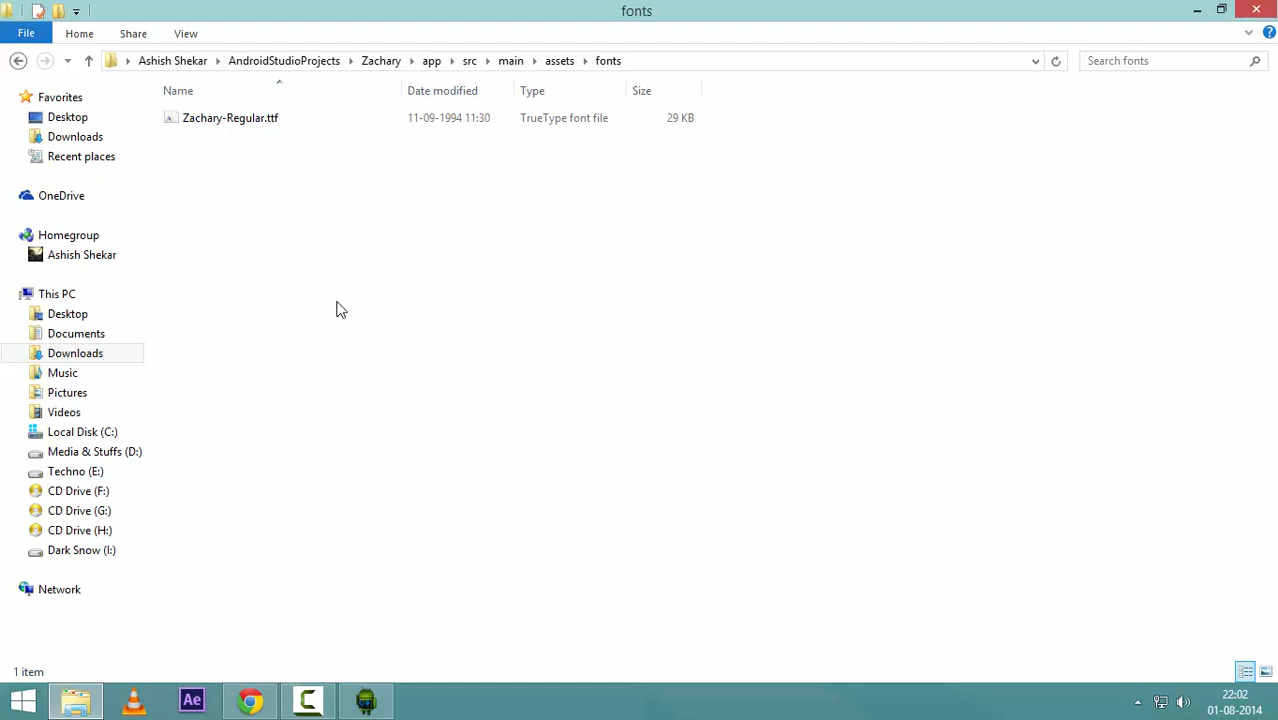 fonts
File Home Share View
Ashish Shekar AndroidStudioProjects Zachary app src main assets fonts Search fonts
Name Date modified Type Size
Zachary-Regular.ttf 11-09-1994 11:30 TrueType font file 29 KB
Favorites
Desktop
Downloads
Recent places
OneDrive
Homegroup
Ashish Shekar
This PC
Desktop
Documents
Downloads
Music
Pictures
Videos
Local Disk (C:)
Media & Stuffs (D:)
Techno (E:)
CD Drive (F:)
CD Drive (G:)
CD Drive (H:)
Dark Snow (I:)
Network
1 item
Ae
22:02
01-08-2014